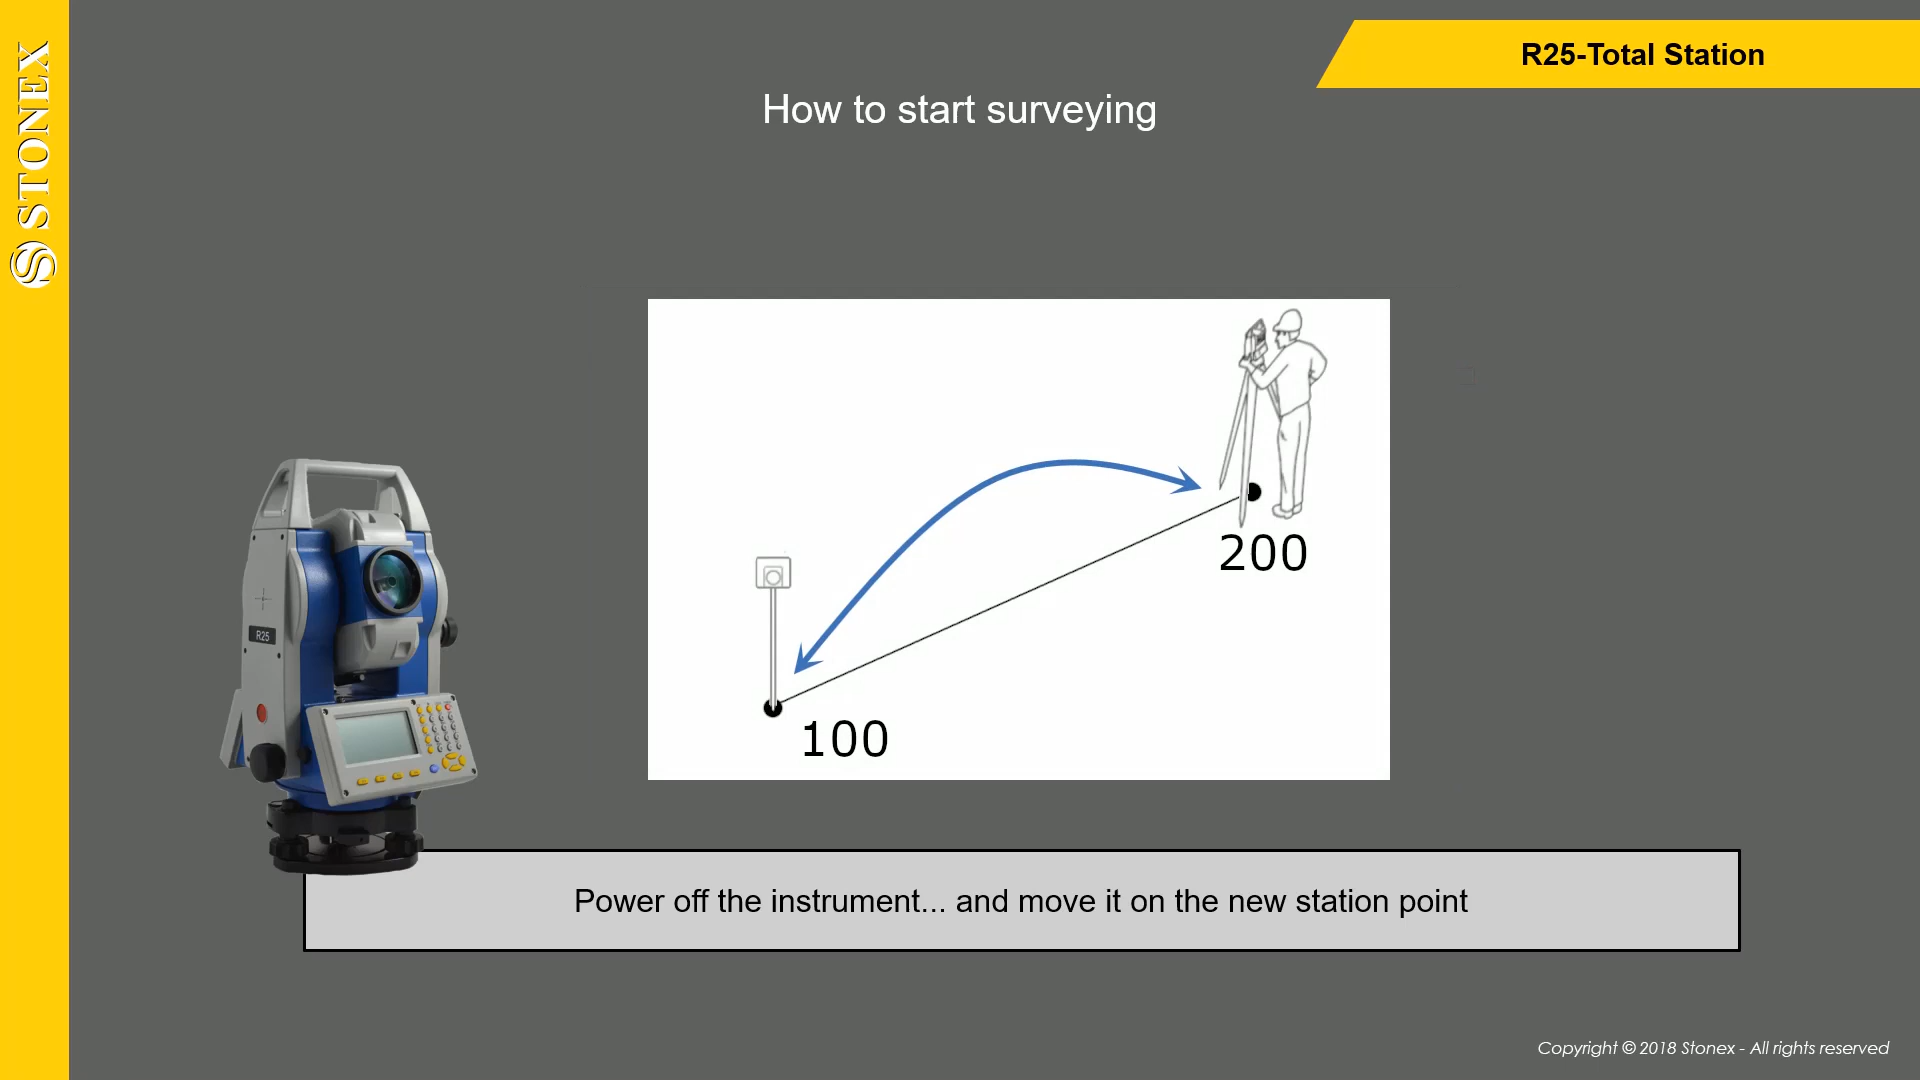 STONEX
R25-Total Station
How to start surveying
200
100
R25
Power off the instrument... and move it on the new station point
Copyright © 2018 Stonex - All rights reserved